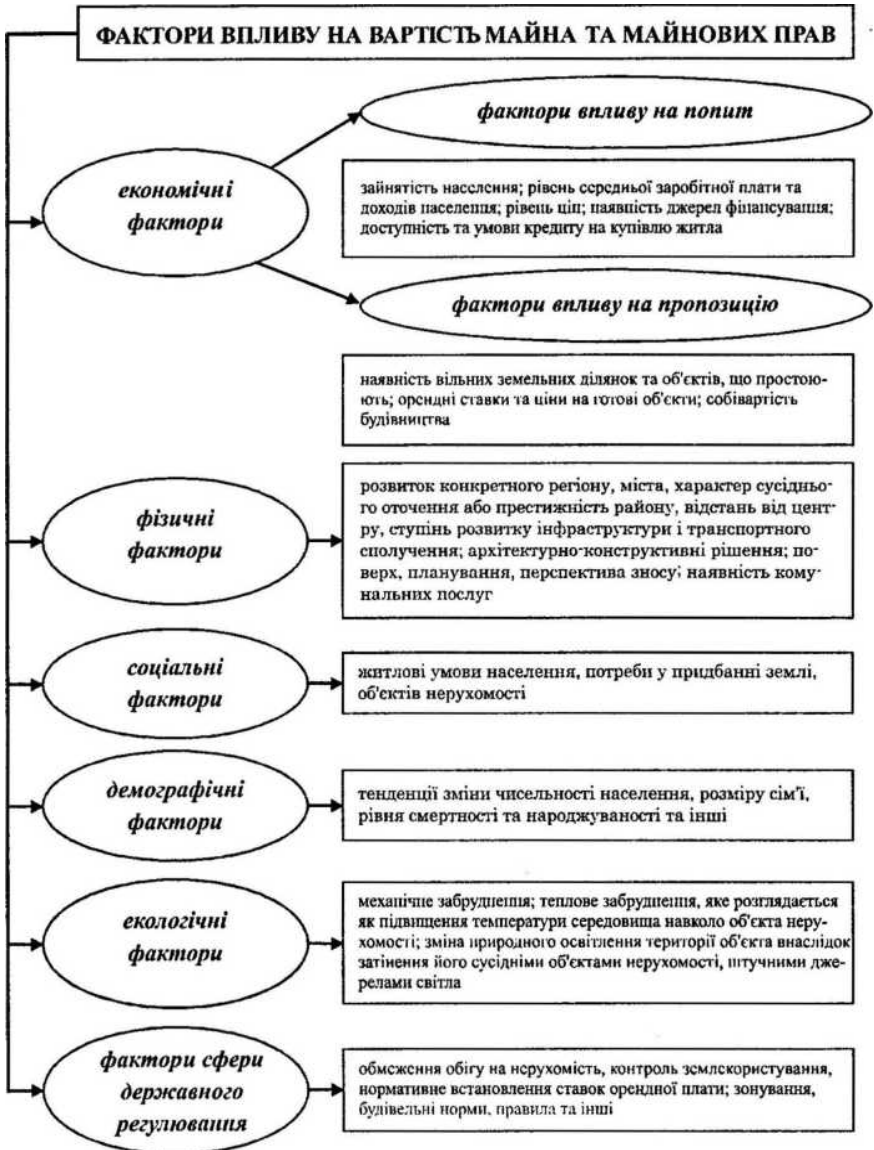 ФАКТОРИ ВПЛИВУ НА ВАРТІСТЬ МАЙНА ТА МАЙНОВИХ ПРАВ
фактори впливу на попит
економічні
фактори
зайнятість населення; рівень середньої заробітної плати та
доходів населення; рівень цін; наявність джерел фінансування;
доступність та умови кредиту на купівлю житла
фактори впливу на пропозицію
наявність вільних земельних ділянок та об'єктів, що простою-
ють; орендні ставки та ціни на готові об'єкти; собівартість
будівництва
фізичні
фактори
розвиток конкретного регіону, міста, характер сусіднь-
ого оточення або престижність району, відстань від цент-
ру, ступінь розвитку інфраструктури і транспортного
сполучення; архітектурно-конструктивні рішення; по-
верх, планування, перспектива зносу; наявність кому-
нальних послуг
соціальні
фактори
житлові умови населення, потреби у придбанні землі,
об'єктів нерухомості
демографічні
фактори
тенденції зміни чисельності населення, розміру сім'ї,
рівня смертності та народжуваності та інші
екологічні
фактори
механічне забруднення; теплове забруднення, яке розглядається
як підвищення температури середовища навколо об'єкта неру-
хомості; зміна природного освітлення території об'єкта внаслідок
затінення його сусідніми об'єктами нерухомості, штучними дже-
релами світла
фактори сфери
державного
регулювання
обмеження обігу на нерухомість, контроль землекористування,
нормативне встановлення ставок орендної плати; зонування,
будівельні норми, правила та інші